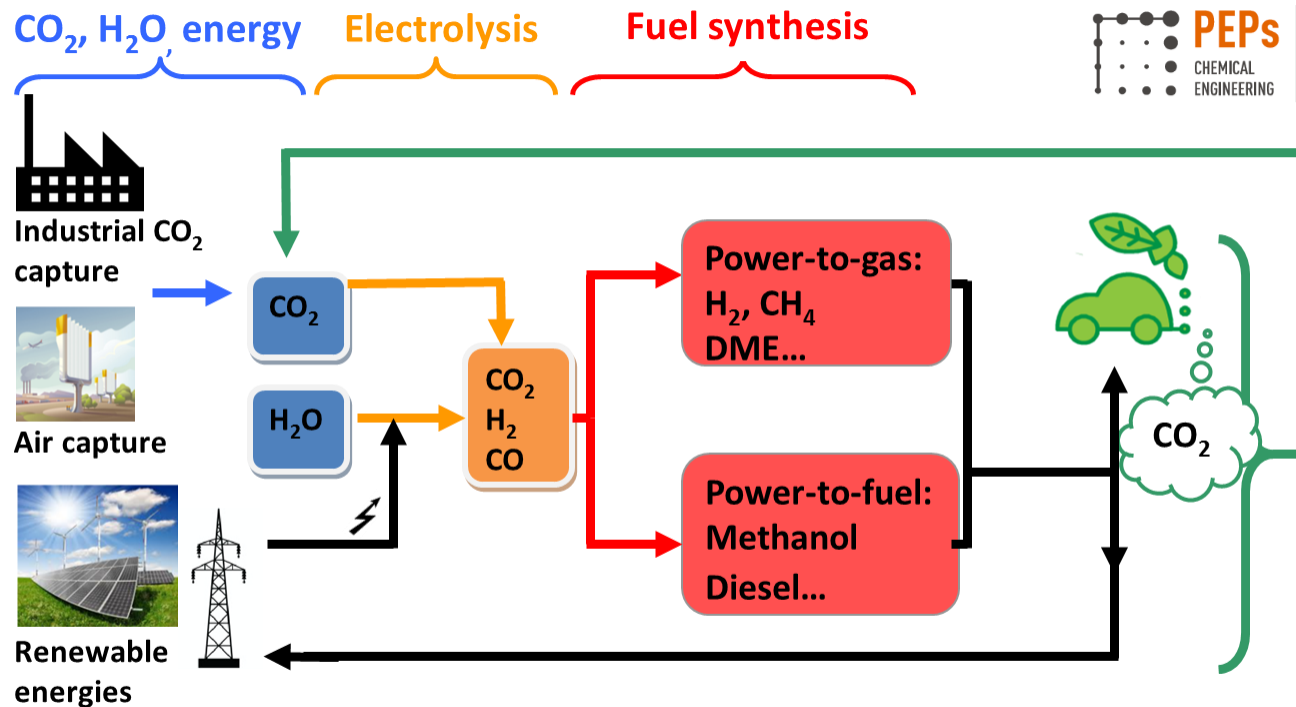 CO₂, H₂O, energy
Electrolysis
Fuel synthesis
PEPs
CHEMICAL
ENGINEERING
Industrial CO₂
capture
Air capture
Renewable
energies
CO₂
H₂O
CO₂
H₂
CO
Power-to-gas:
H₂, CH₄
DME...
Power-to-fuel:
Methanol
Diesel...
CO₂